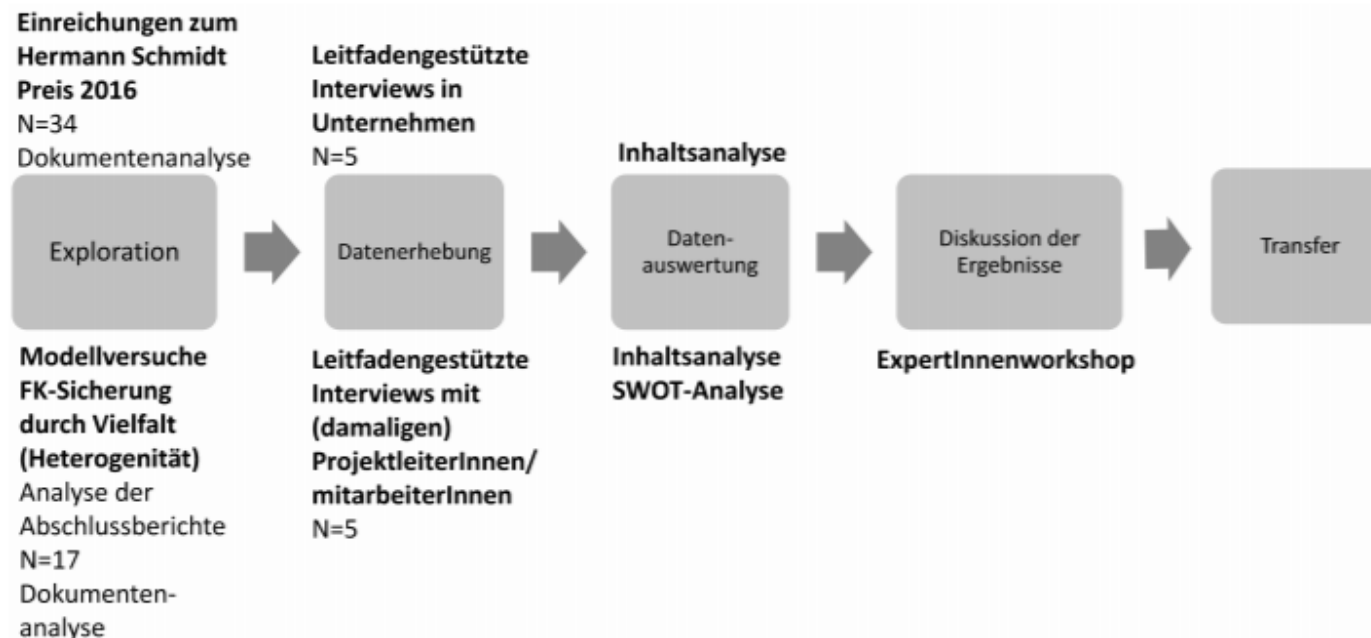 Einreichungen zum
Hermann Schmidt
Preis 2016
N=34
Dokumentenanalyse
Leitfadengestützte
Interviews in
Unternehmen
N=5
Inhaltsanalyse
Exploration
Datenerhebung
Daten-
auswertung
Diskussion der
Ergebnisse
Transfer
Modellversuche
FK-Sicherung
durch Vielfalt
(Heterogenität)
Analyse der
Abschlussberichte
N=17
Dokumenten-
analyse
Leitfadengestützte
Interviews mit
(damaligen)
ProjektleiterInnen/
mitarbeiterInnen
N=5
Inhaltsanalyse
SWOT-Analyse
ExpertInnenworkshop